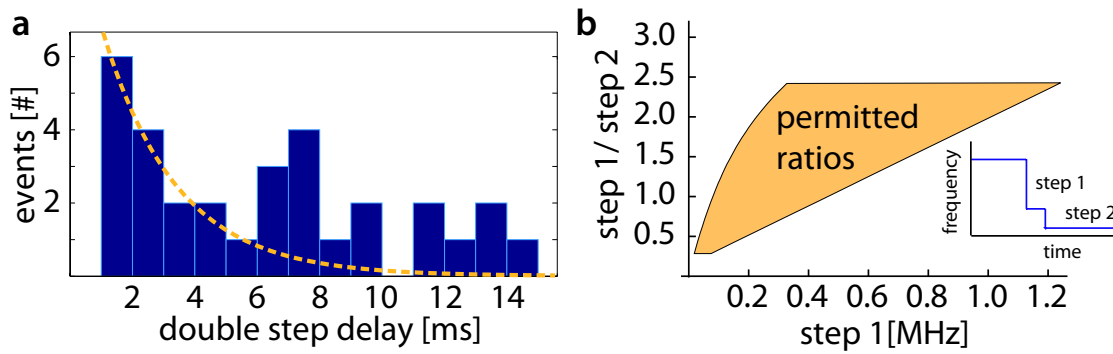 a
events [#]
6
4
2
2 4 6 8 10 12 14
double step delay [ms]
b
step 1/ step 2
3.0
2.5
2.0
1.5
1.0
0.5
permitted
ratios
0.2 0.4 0.6 0.8 1.0 1.2
step 1[MHz]
frequency
step 1
step 2
time